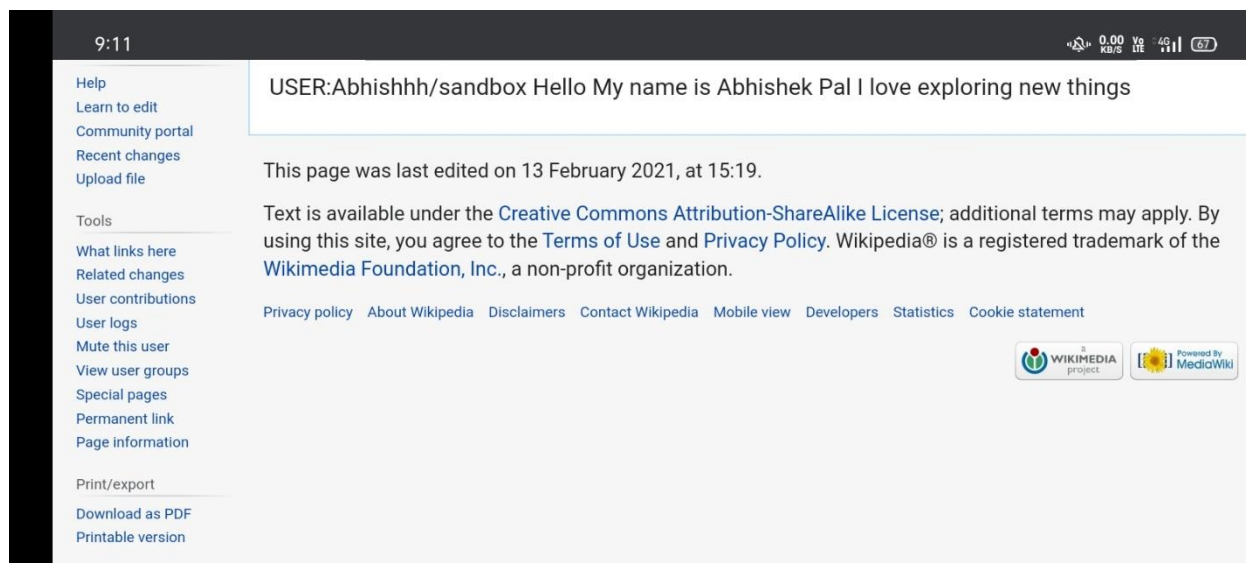 9:11
0.00 KB/S Vo LTE 4G 67
Help
Learn to edit
Community portal
Recent changes
Upload file
Tools
What links here
Related changes
User contributions
User logs
Mute this user
View user groups
Special pages
Permanent link
Page information
Print/export
Download as PDF
Printable version
USER:Abhishhh/sandbox Hello My name is Abhishek Pal I love exploring new things
This page was last edited on 13 February 2021, at 15:19.
Text is available under the Creative Commons Attribution-ShareAlike License; additional terms may apply. By
using this site, you agree to the Terms of Use and Privacy Policy. Wikipedia® is a registered trademark of the
Wikimedia Foundation, Inc., a non-profit organization.
Privacy policy About Wikipedia Disclaimers Contact Wikipedia Mobile view Developers Statistics Cookie statement
a
WIKIMEDIA
project
Powered By
MediaWiki